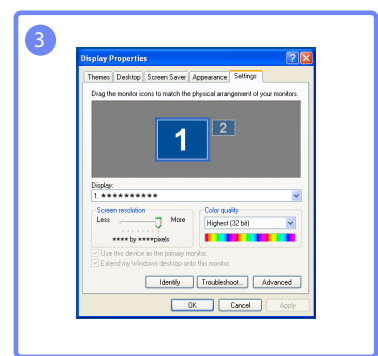 3
Display Properties
Themes Desktop Screen Saver Appearance Settings
Drag the monitor icons to match the physical arrangement of your monitors.
1 2
Display:
1. **********
Screen resolution
Less More
**** by ****pixels
Color quality
Highest (32 bit)
Use this device as the primary monitor.
Extend my Windows desktop onto this monitor.
Identify Troubleshoot... Advanced
OK Cancel Apply